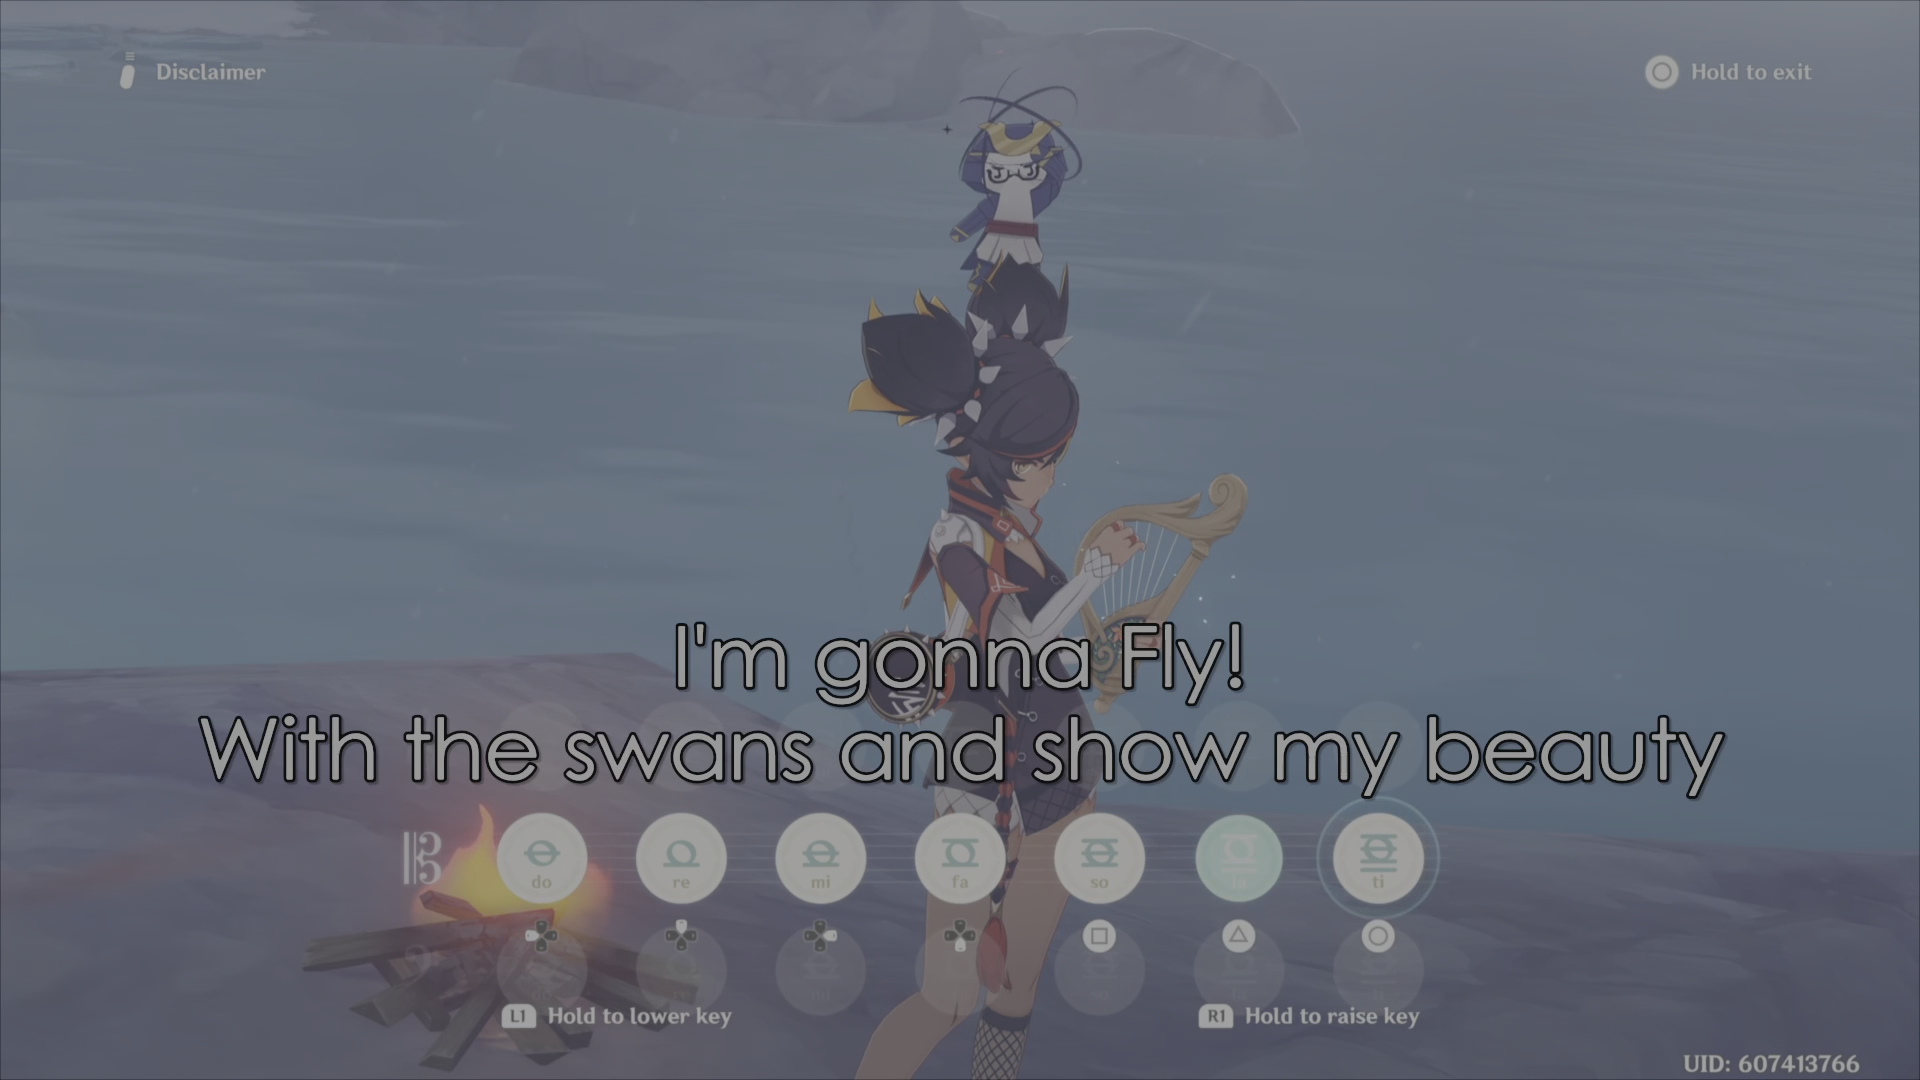 Disclaimer
Hold to exit
I'm gonna Fly!
With the swans and show my beauty
do re mi fa so ti
L1 Hold to lower key
R1 Hold to raise key
UID: 607413766